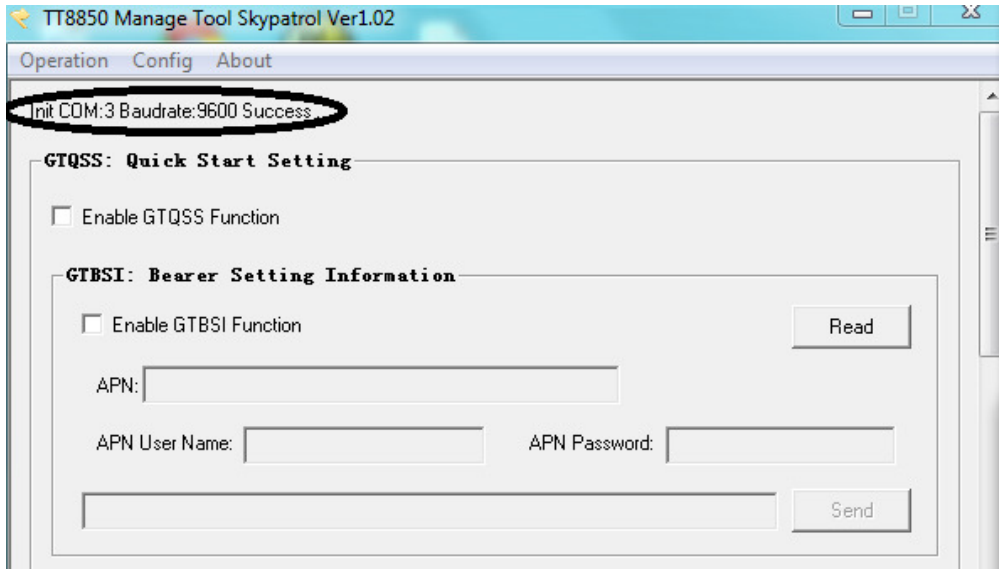 TT8850 Manage Tool Skypatrol Ver1.02
Operation Config About
Init COM:3 Baudrate:9600 Success
GTQSS: Quick Start Setting
Enable GTQSS Function
GTBSI: Bearer Setting Information
Enable GTBSI Function
Read
APN:
APN User Name:
APN Password:
Send